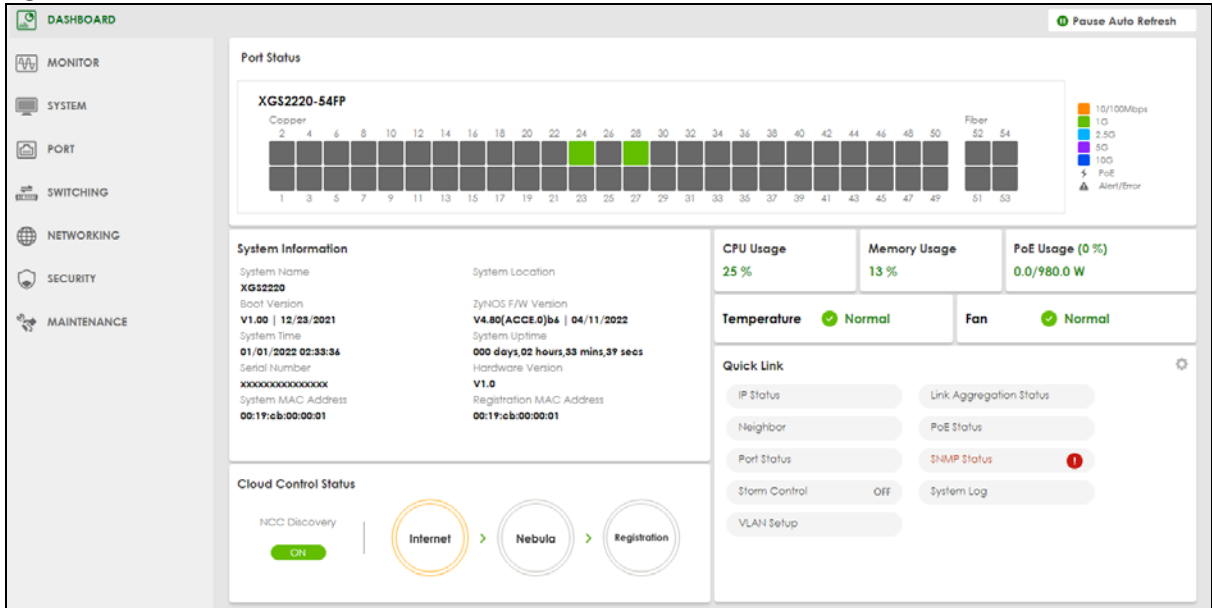 DASHBOARD
Pause Auto Refresh
MONITOR
SYSTEM
PORT
SWITCHING
NETWORKING
SECURITY
MAINTENANCE
Port Status
XGS2220-54FP
Copper
Fiber
2 4 6 8 10 12 14 16 18 20 22 24 26 28 30 32 34 36 38 40 42 44 46 48 50 52 54
1 3 5 7 9 11 13 15 17 19 21 23 25 27 29 31 33 35 37 39 41 43 45 47 49 51 53
10/100Mbps
1G
2.5G
5G
10G
PoE
Alert/Error
System Information
System Name System Location
XGS2220
Boot Version ZyNOS F/W Version
V1.00 | 12/23/2021 V4.80(ACCE.0)b6 | 04/11/2022
System Time System Uptime
01/01/2022 02:33:36 000 days,02 hours,33 mins,39 secs
Serial Number Hardware Version
xxxxxxxxxxxxxxx V1.0
System MAC Address Registration MAC Address
00:19:cb:00:00:01 00:19:cb:00:00:01
CPU Usage
25 %
Memory Usage
13 %
PoE Usage (0 %)
0.0/980.0 W
Temperature Normal
Fan Normal
Quick Link
IP Status Link Aggregation Status
Neighbor PoE Status
Port Status SNMP Status
Storm Control OFF System Log
VLAN Setup
Cloud Control Status
NCC Discovery
ON
Internet > Nebula > Registration